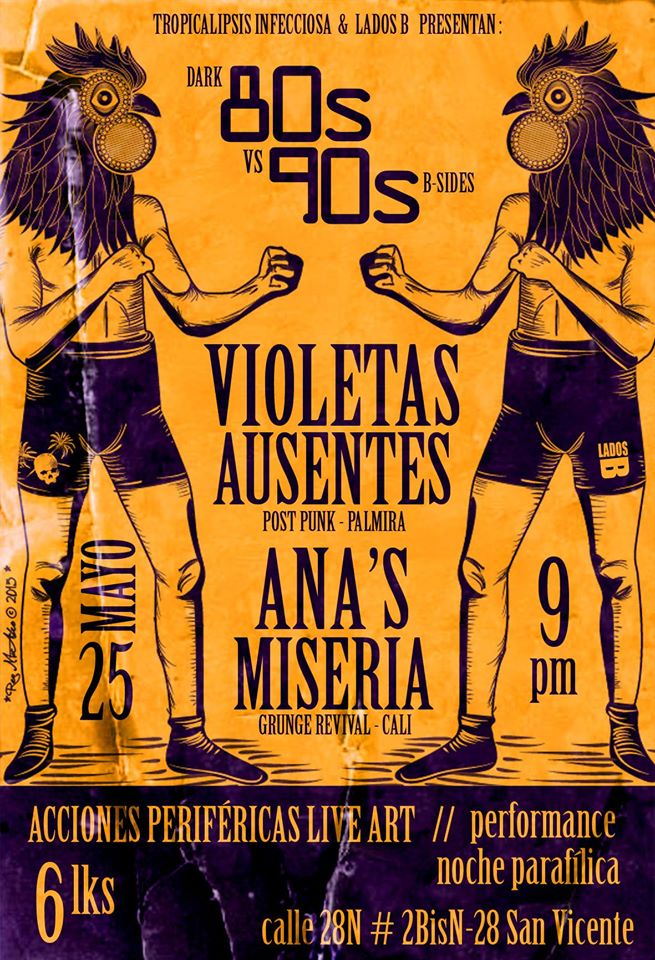 TROPICALIPSIS INFECCIOSA & LADOS B PRESENTAN:
DARK 80s
VS 90s B-SIDES
VIOLETAS
AUSENTES
POST PUNK - PALMIRA
ANA'S
MISERIA
GRUNGE REVIVAL - CALI
25 MAYO
9
pm
LADOS
B
© 2013
ACCIONES PERIFÉRICAS LIVE ART // performance
noche parafílica
6 lks
calle 28N # 2BisN-28 San Vicente